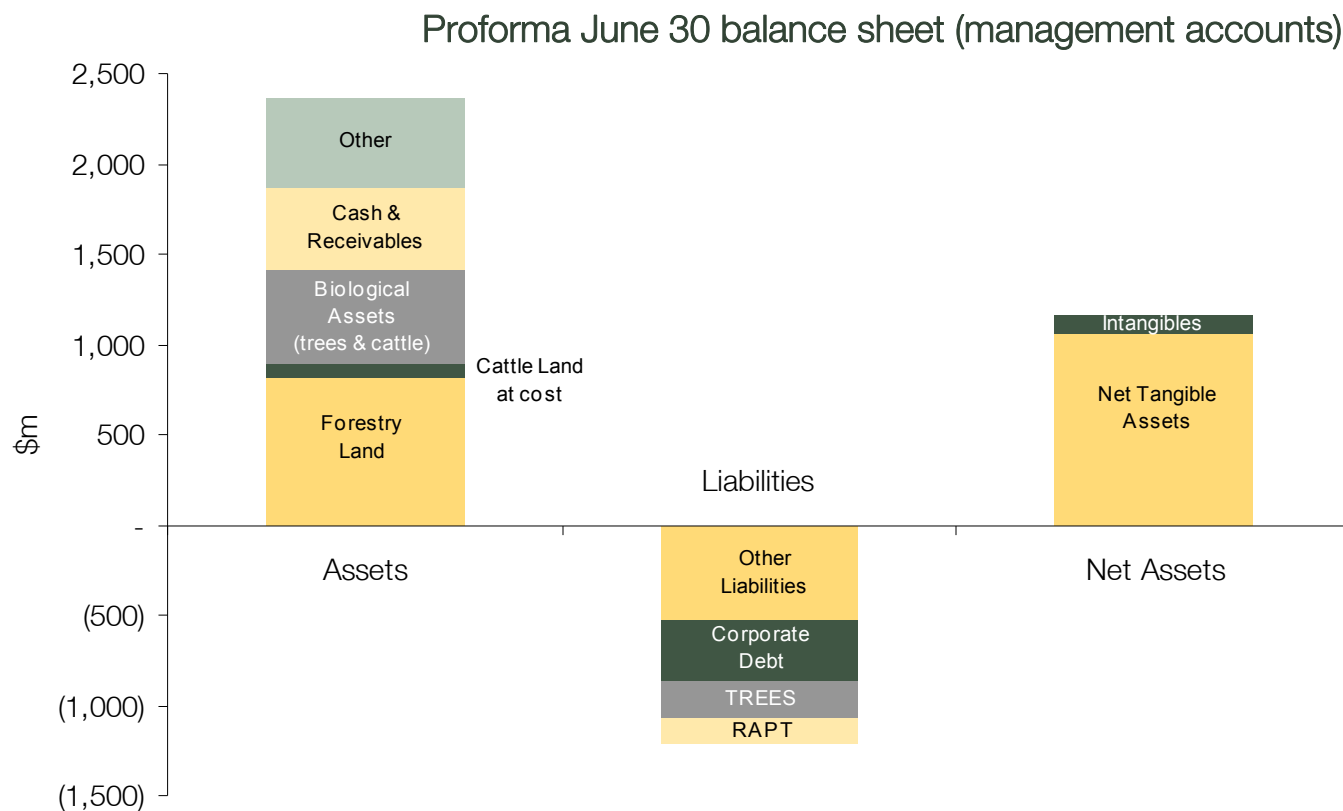 Proforma June 30 balance sheet (management accounts)
2,500
2,000
1,500
1,000
500
-
(500)
(1,000)
(1,500)
$m
Other
Cash &
Receivables
Biological
Assets
(trees & cattle)
Cattle Land
at cost
Forestry
Land
Assets
Liabilities
Other
Liabilities
Corporate
Debt
TREES
RAPT
Intangibles
Net Tangible
Assets
Net Assets